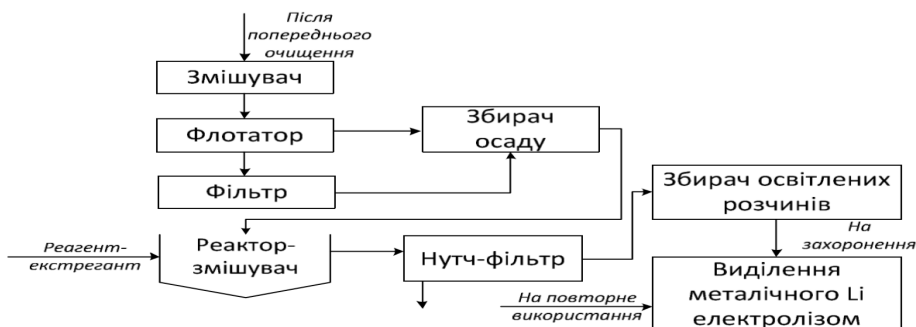 Після
попереднього
очищення
Змішувач
Флотатор
Збирач
осаду
Фільтр
Збирач освітлених
розчинів
Реагент-
екстрегант
Реактор-
змішувач
Нутч-фільтр
На
захоронення
На повторне
використання
Виділення
металічного Li
електролізом